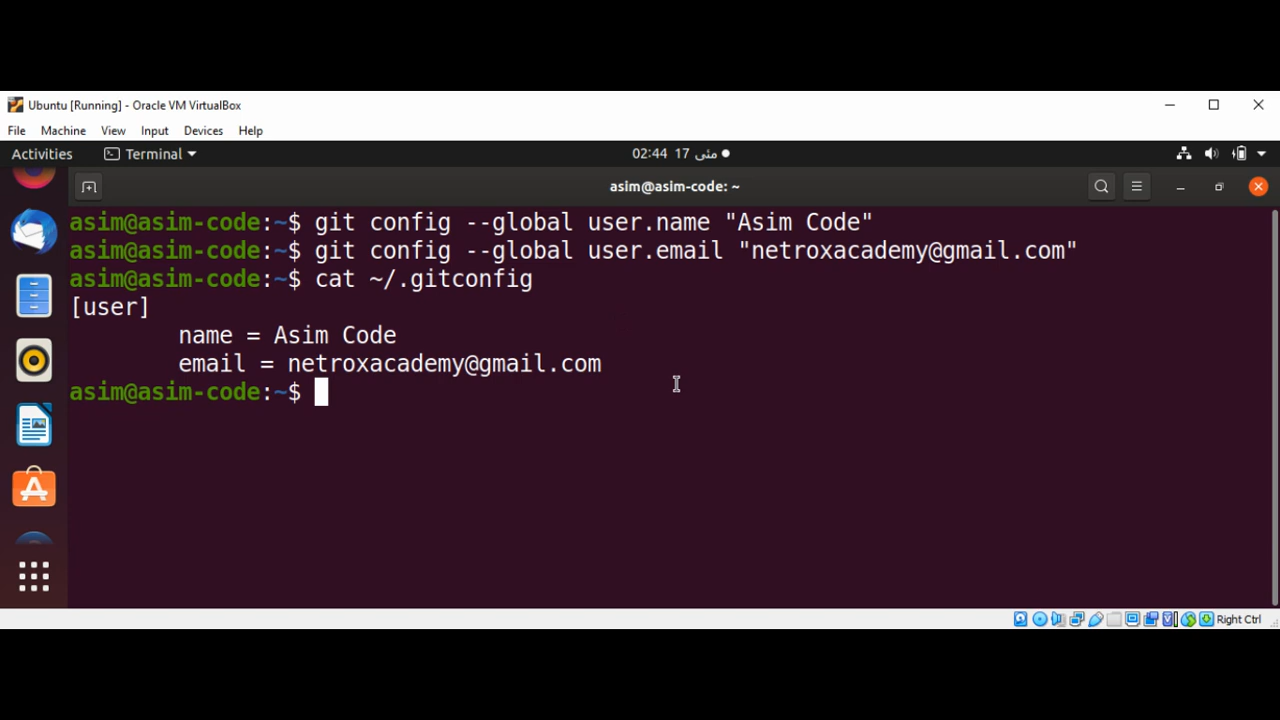 Ubuntu [Running] - Oracle VM VirtualBox
File Machine View Input Devices Help
Activities Terminal 02:44 17 مئی
asim@asim-code: ~
asim@asim-code:~$ git config --global user.name "Asim Code"
asim@asim-code:~$ git config --global user.email "netroxacademy@gmail.com"
asim@asim-code:~$ cat ~/.gitconfig
[user]
name = Asim Code
email = netroxacademy@gmail.com
asim@asim-code:~$
Right Ctrl